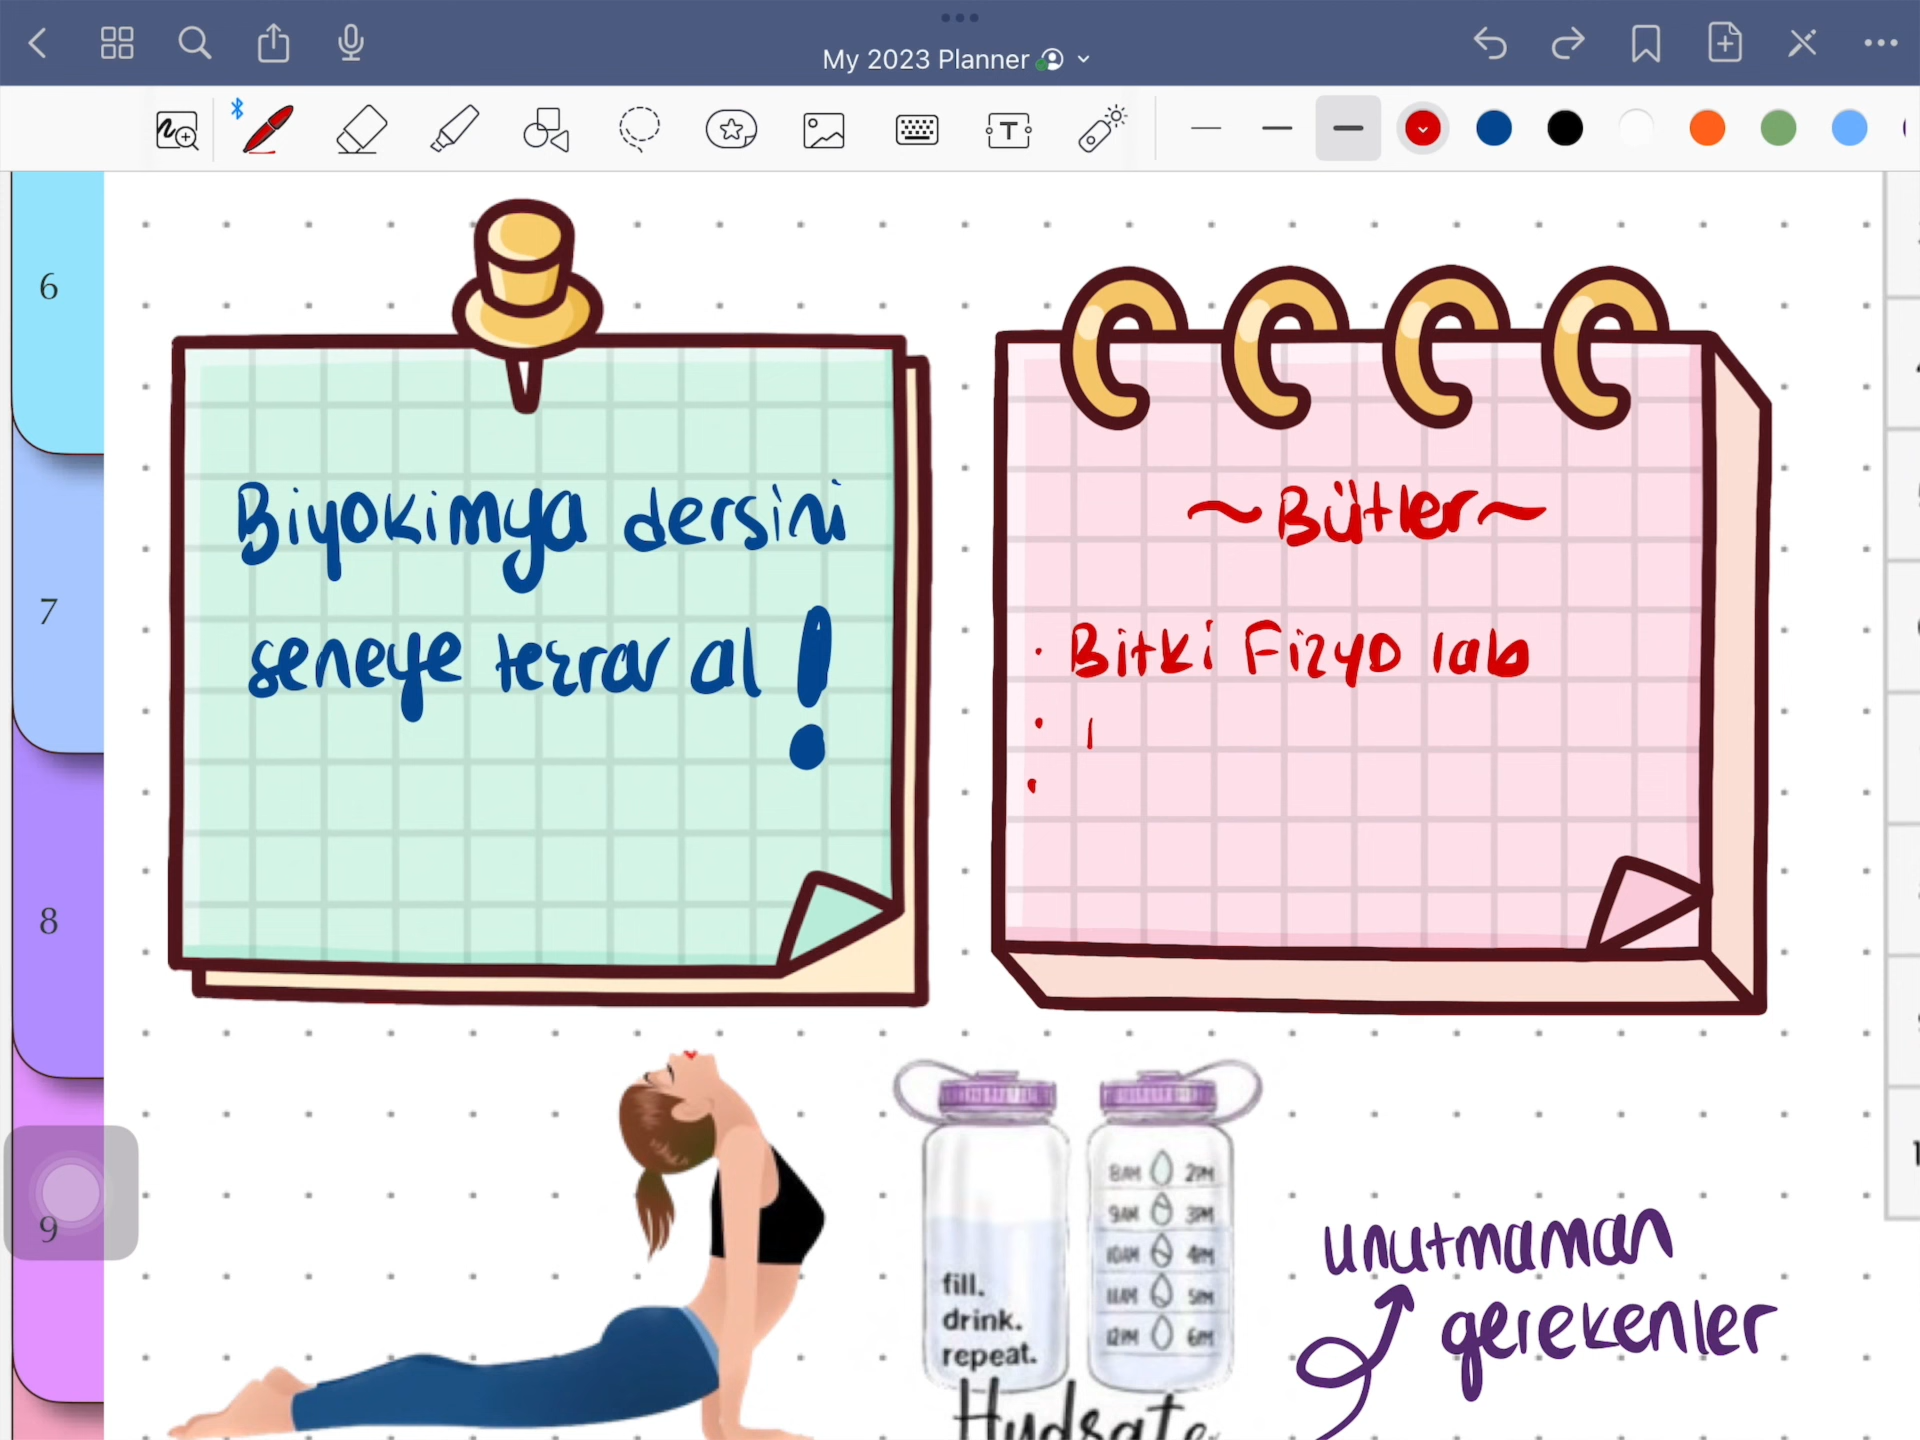 My 2023 Planner
6
7
8
9
Biyokimya dersini
seneye tekrar al !
~Bütler~
· Bitki Fizyo lab
· I
·
8AM 2PM
9AM 3PM
10AM 4PM
11AM 5PM
12PM 6PM
fill.
drink.
repeat.
Hydrate
unutmaman
gerekenler